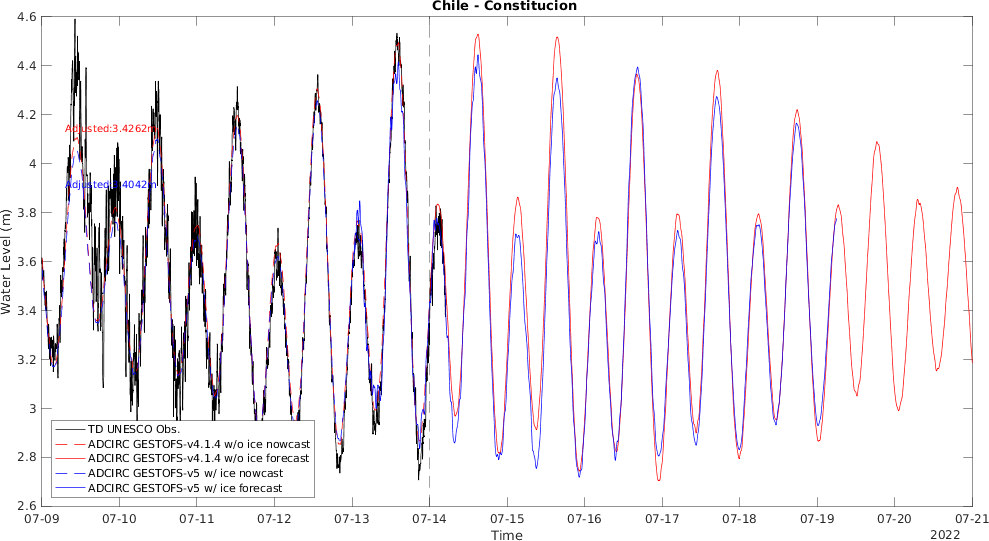 Chile - Constitucion
4.6
4.4
4.2
4
3.8
3.6
3.4
3.2
3
2.8
2.6
Water Level (m)
Adjusted:3.4262m
Adjusted 4042m
TD UNESCO Obs.
ADCIRC GESTOFS-v4.1.4 w/o ice nowcast
ADCIRC GESTOFS-v4.1.4 w/o ice forecast
ADCIRC GESTOFS-v5 w/ ice nowcast
ADCIRC GESTOFS-v5 w/ ice forecast
07-09 07-10 07-11 07-12 07-13 07-14 07-15 07-16 07-17 07-18 07-19 07-20 07-21
Time
2022